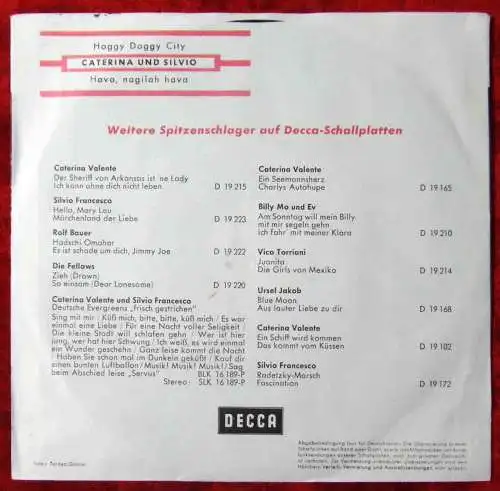 Hoggy Doggy City
CATERINA UND SILVIO
Hava, nagilah hava
Weitere Spitzenschlager auf Decca-Schallplatten
Caterina Valente
Der Sheriff von Arkansas ist 'ne Lady
Ich kann ohne dich nicht leben D 19 215
Silvio Francesco
Hello, Mary Lou
Märchenland der Liebe D 19 223
Rolf Bauer
Hadschi Omahar
Es ist schade um dich, Jimmy Joe D 19 222
Die Fellows
Zieh (Drown)
So einsam (Dear Lonesome) D 19 220
Caterina Valente und Silvio Francesco
Deutsche Evergreens „frisch gestrichen“
Sing mit mir / Küß mich, bitte, bitte, küß mich / Es war
einmal eine Liebe / Für eine Nacht voller Seligkeit /
Die kleine Stadt will schlafen gehn / Wer ist hier
jung, wer hat hier Schwung / Ich weiß, es wird einmal ein
Wunder geschehn / Ganz leise kommt die Nacht
/ Haben Sie schon mal im Dunkeln geküßt / Kauf dir
einen bunten Luftballon / Musik! Musik! Musik! / Sag
beim Abschied leise „Servus“ BLK 16 189-P
Stereo: SLK 16 189-P
Caterina Valente
Ein Seemannsherz
Charlys Autohupe D 19 165
Billy Mo und Ev
Am Sonntag will mein Billy
mit mir segeln gehn
Ich fahr' mit meiner Klara D 19 210
Vico Torriani
Juanita
Die Girls von Mexiko D 19 214
Ursel Jakob
Blue Moon
Aus lauter Liebe zu dir D 19 168
Caterina Valente
Ein Schiff wird kommen
Das kommt vom Küssen D 19 102
Silvio Francesco
Radetzky-Marsch
Fascination D 19 172
DECCA